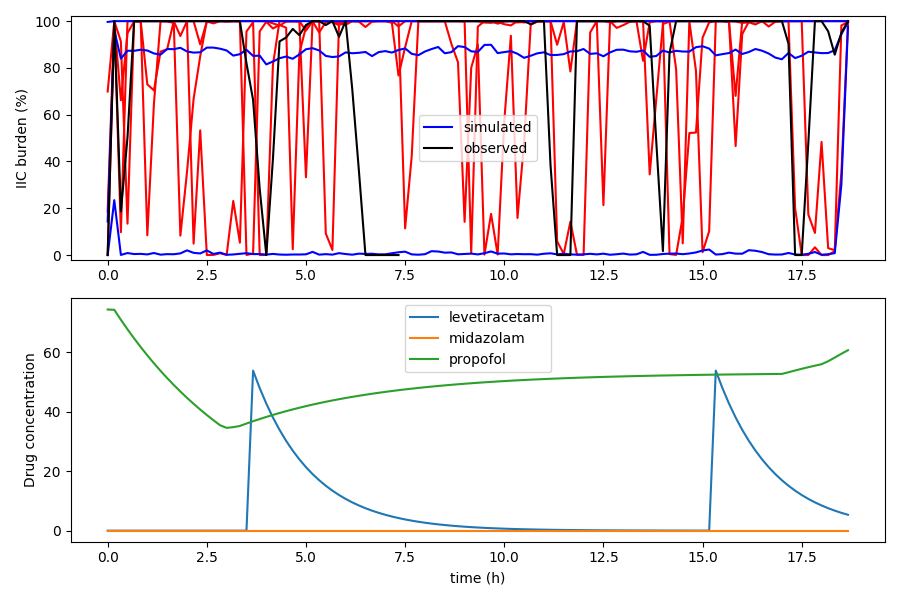 IIC burden (%)
100
80
60
40
20
0
simulated
observed
0.0 2.5 5.0 7.5 10.0 12.5 15.0 17.5
Drug concentration
60
40
20
0
levetiracetam
midazolam
propofol
0.0 2.5 5.0 7.5 10.0 12.5 15.0 17.5
time (h)